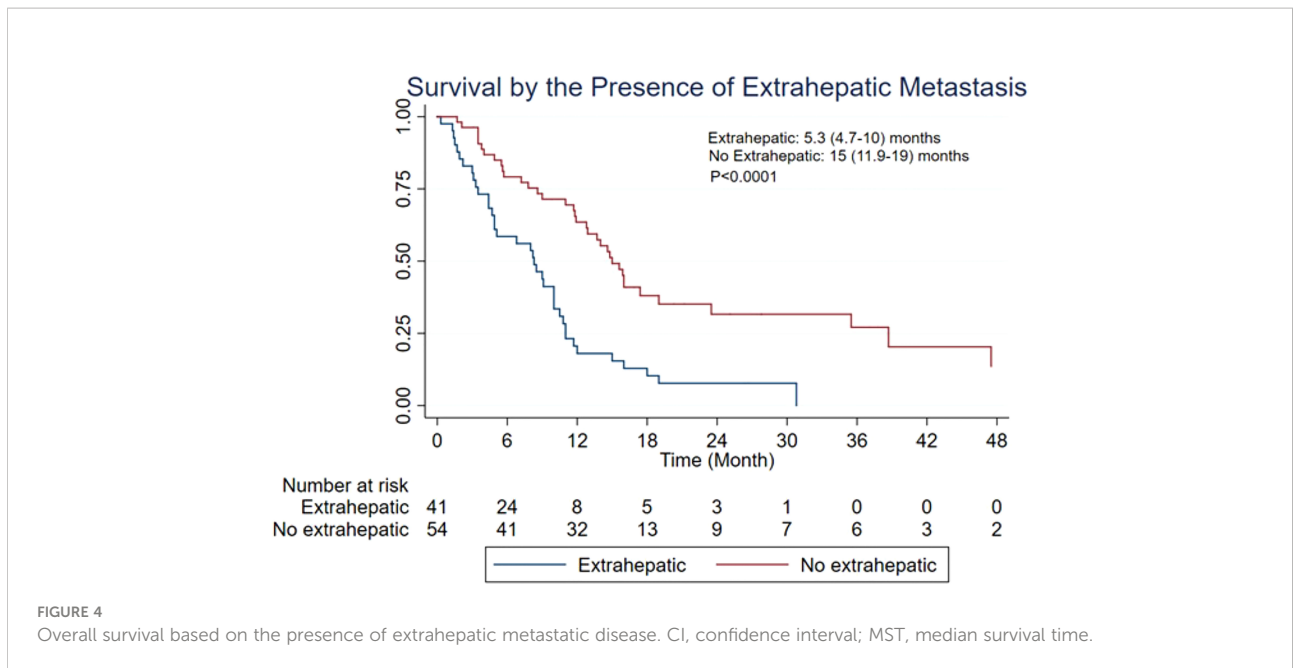 Survival by the Presence of Extrahepatic Metastasis
Extrahepatic: 5.3 (4.7-10) months
No Extrahepatic: 15 (11.9-19) months
P<0.0001
1.00
0.75
0.50
0.25
0.00
0 6 12 18 24 30 36 42 48
Time (Month)
Number at risk
Extrahepatic 41 24 8 5 3 1 0 0 0
No extrahepatic 54 41 32 13 9 7 6 3 2
Extrahepatic No extrahepatic
FIGURE 4
Overall survival based on the presence of extrahepatic metastatic disease. CI, confidence interval; MST, median survival time.